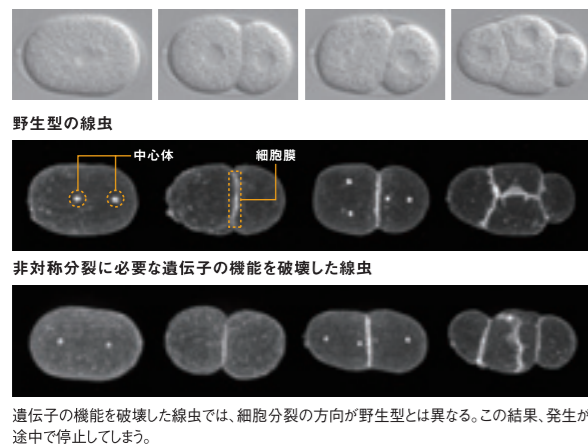 野生型の線虫
中心体
細胞膜
非対称分裂に必要な遺伝子の機能を破壊した線虫
遺伝子の機能を破壊した線虫では、細胞分裂の方向が野生型とは異なる。この結果、発生が
途中で停止してしまう。